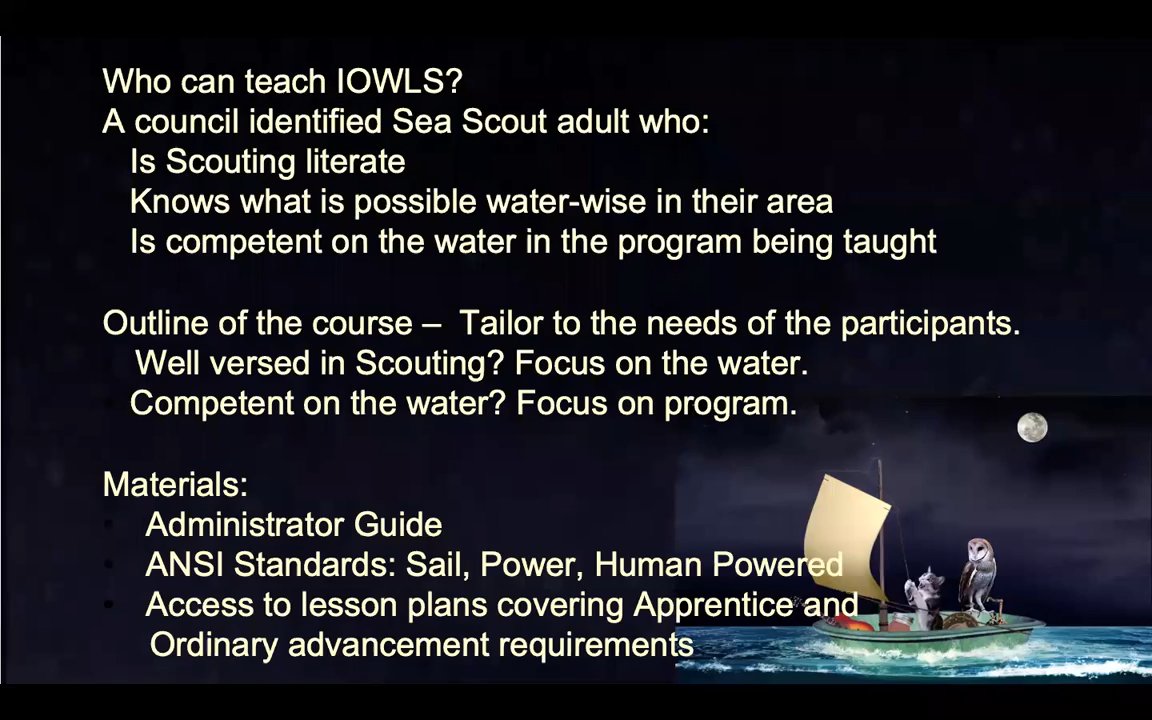 Who can teach IOWLS?
A council identified Sea Scout adult who:
Is Scouting literate
Knows what is possible water-wise in their area
Is competent on the water in the program being taught
Outline of the course – Tailor to the needs of the participants.
Well versed in Scouting? Focus on the water.
Competent on the water? Focus on program.
Materials:
Administrator Guide
ANSI Standards: Sail, Power, Human Powered
Access to lesson plans covering Apprentice and
Ordinary advancement requirements